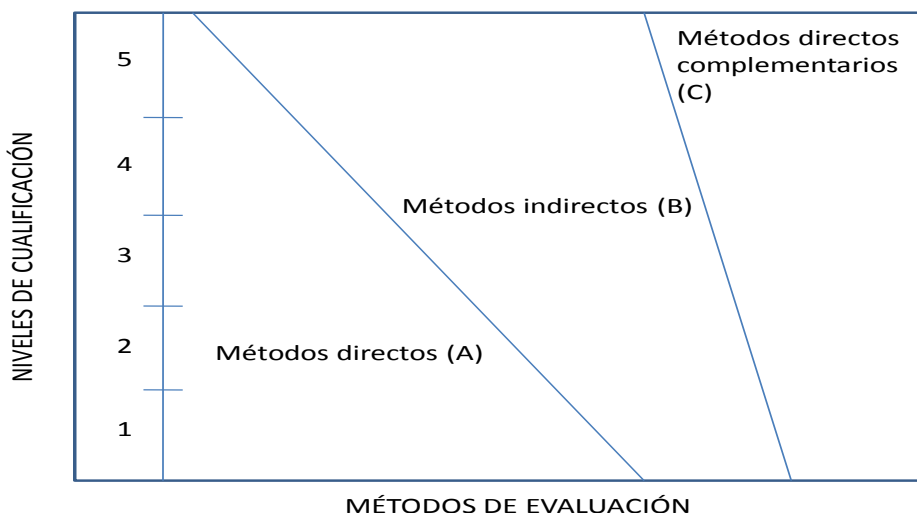 Métodos directos
complementarios
(C)
5
4
Métodos indirectos (B)
3
2
Métodos directos (A)
1
NIVELES DE CUALIFICACIÓN
MÉTODOS DE EVALUACIÓN